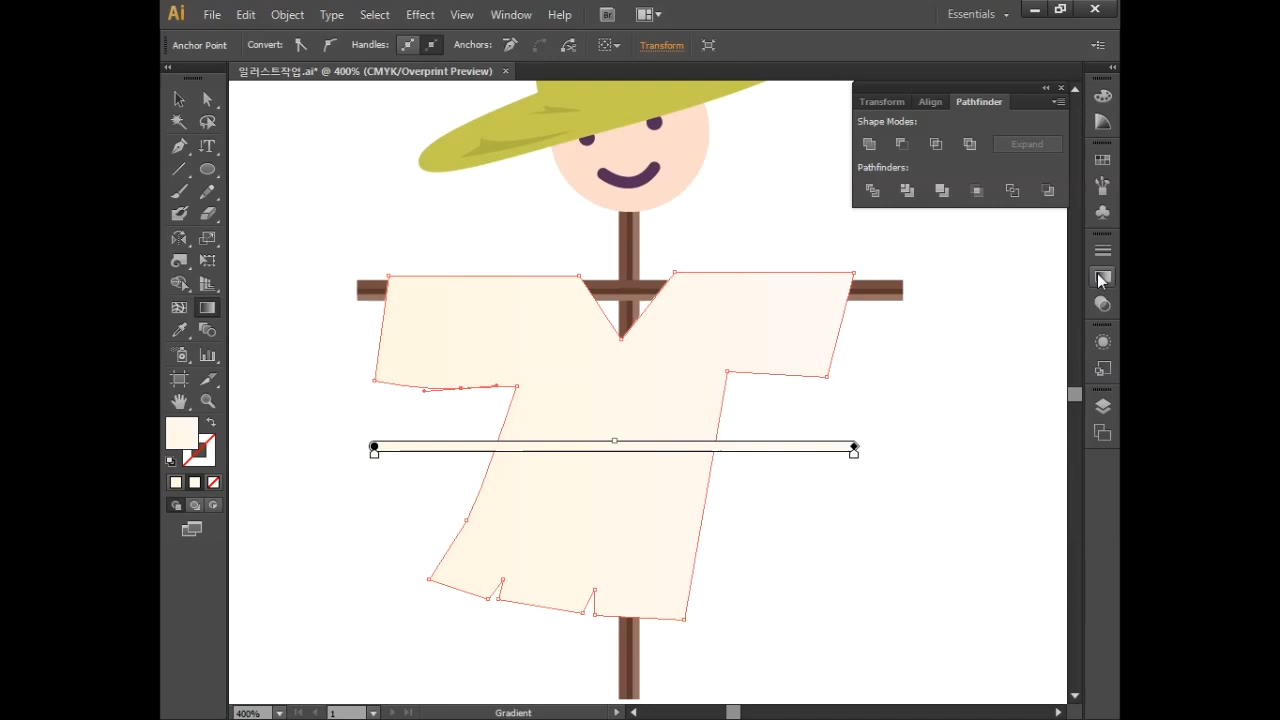 Ai File Edit Object Type Select Effect View Window Help Br Essentials
Anchor Point Convert: Handles: Anchors: Transform
일러스트작업.ai* @ 400% (CMYK/Overprint Preview)
Transform Align Pathfinder
Shape Modes:
Expand
Pathfinders:
T
400% 1 Gradient